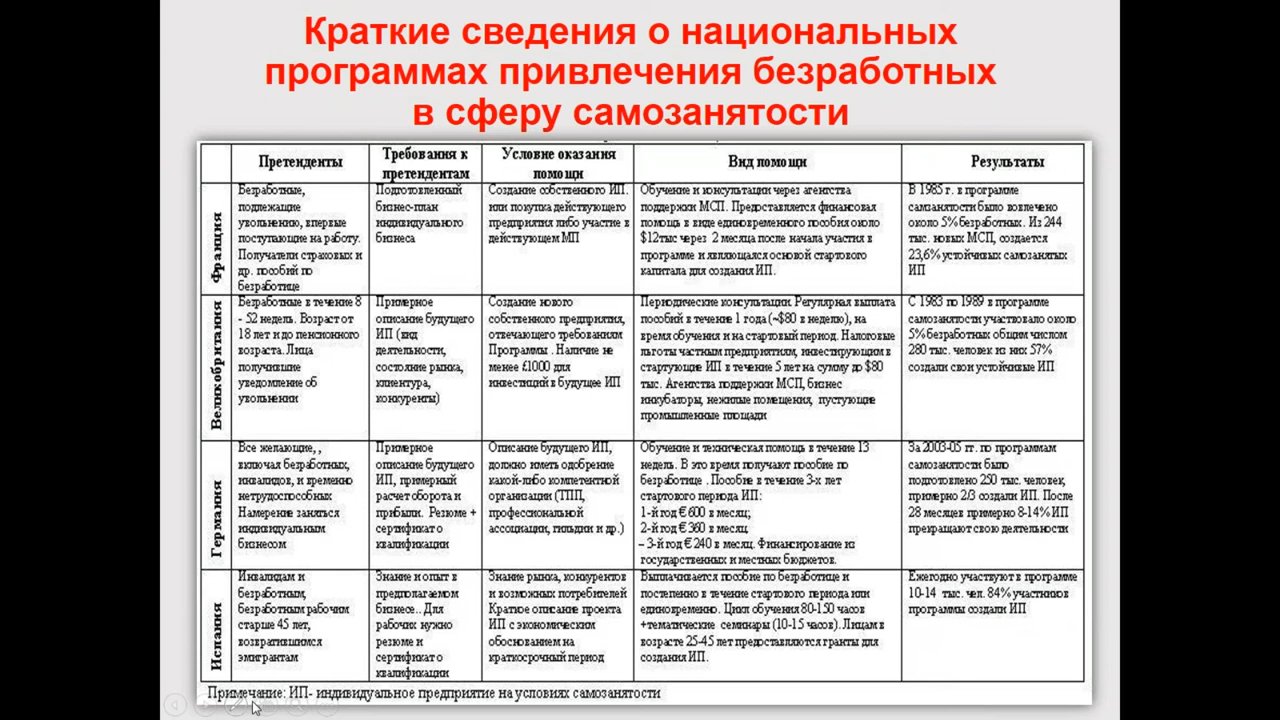 Краткие сведения о национальных
программах привлечения безработных
в сферу самозанятости
Претенденты
Требования к
претендентам
Условие оказания
помощи
Вид помощи
Результаты
Франция
Безработные,
подлежащие
увольнению, впервые
поступающие на работу.
Получатели страховых и
др. пособий по
безработице
Подготовленный
бизнес-план
индивидуального
бизнеса
Создание собственного ИП.
или покупка действующего
предприятия либо участие в
действующем МП
Обучение и консультации через агентства
поддержки МСП. Предоставляется финансовая
помощь в виде единовременного пособия около
$12тыс через 2 месяца после начала участия в
программе и являющаяся основой стартового
капитала для создания ИП.
В 1985 г. в программе
самзанятости было вовлечено
около 5% безработных. Из 244
тыс. новых МСП, создается
23,6% устойчивых самозанятых
ИП
Великобритания
Безработные в течение 8
- 52 недель. Возраст от
18 лет и до пенсионного
возраста. Лица
получившие
уведомление об
увольнении
Примерное
описание будущего
ИП (вид
деятельности,
состояние рынка,
клиентура,
конкуренты)
Создание нового
собственного предприятия,
отвечающего требованиям
Программы . Наличие не
менее £1000 для
инвестиций в будущее ИП
Периодические консультации. Регулярная выплата
пособий в течение 1 года (~$80 в неделю), на
время обучения и на стартовый период. Налоговые
льготы частным предприятиям, инвестирующим в
стартующие ИП в течение 5 лет на сумму до $80
тыс. Агентства поддержки МСП, бизнес
инкубаторы, нежилые помещения, пустующие
промышленные площади
С 1983 по 1989 в программе
самозанятости участвовало около
5% безработных общим числом
280 тыс. человек из них 57%
создали свои устойчивые ИП
Германия
Все желающие, ,
включая безработных,
инвалидов, и временно
нетрудоспособных
Намерение заняться
индивидуальным
бизнесом
Примерное
описание будущего
ИП, примерный
расчет оборота и
прибыли. Резюме +
сертификат о
квалификации
Описание будущего ИП,
должно иметь одобрение
какой-либо компетентной
организации (ТПП,
профессиональной
ассоциации, гильдии и др.)
Обучение и техническая помощь в течение 13
недель. В это время получают пособие по
безработице . Пособие в течение 3-х лет
стартового периода ИП:
1-й год € 600 в месяц;
2-й год € 360 в месяц.
– 3-й год € 240 в месяц. Финансирование из
государственных и местных бюджетов.
За 2003-05 гг. по программам
самозанятости было
подготовлено 250 тыс. человек,
примерно 2/3 создали ИП. После
28 месяцев примерно 8-14% ИП
прекращают свою деятельности
Испания
Инвалидам и
безработным,
безработным рабочим
старше 45 лет,
возвратившимся
эмигрантам
Знание и опыт в
предполагаемом
бизнесе.. Для
рабочих нужно
резюме и
сертификат о
квалификации
Знание рынка, конкурентов
и возможных потребителей
Краткое описание проекта
ИП с экономическим
обоснованием на
краткосрочный период
Выплачивается пособие по безработице и
постепенно в течение стартового периода или
единовременно. Цикл обучения 80-150 часов
+тематические семинары (10-15 часов). Лицам в
возрасте 25-45 лет предоставляются гранты для
создания ИП.
Ежегодно участвуют в программе
10-14 тыс. чел. 84% участников
программы создали ИП
Примечание: ИП- индивидуальное предприятие на условиях самозанятости